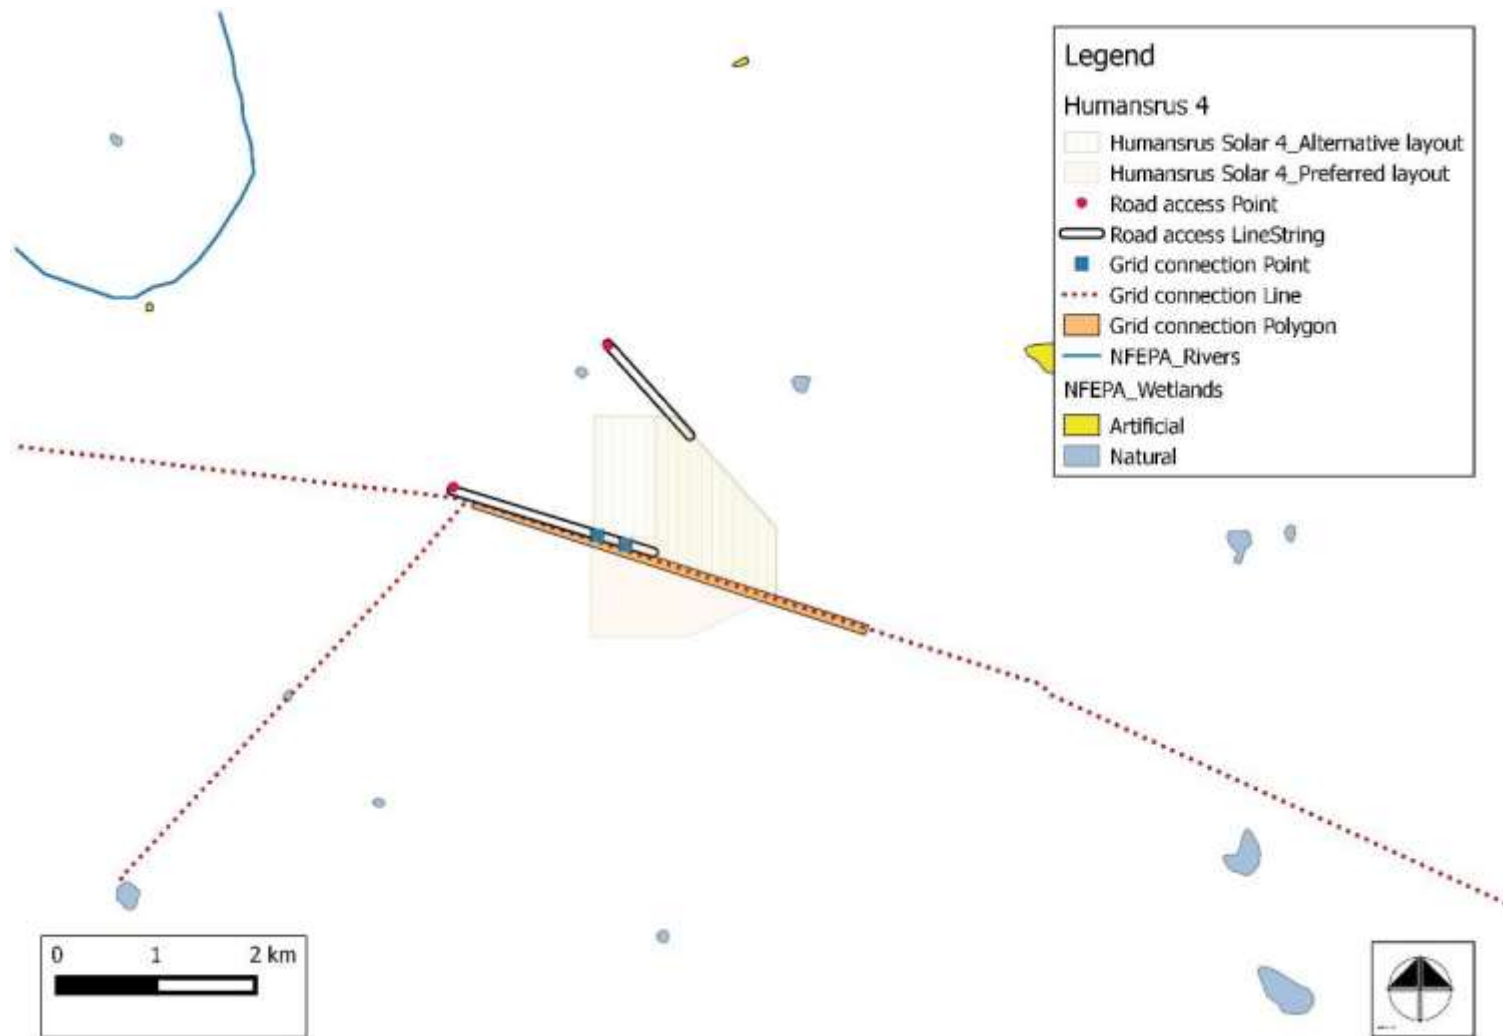 Legend
Humansrus 4
Humansrus Solar 4_Alternative layout
Humansrus Solar 4_Preferred layout
Road access Point
Road access LineString
Grid connection Point
Grid connection Line
Grid connection Polygon
NFEPA_Rivers
NFEPA_Wetlands
Artificial
Natural
0 1 2 km